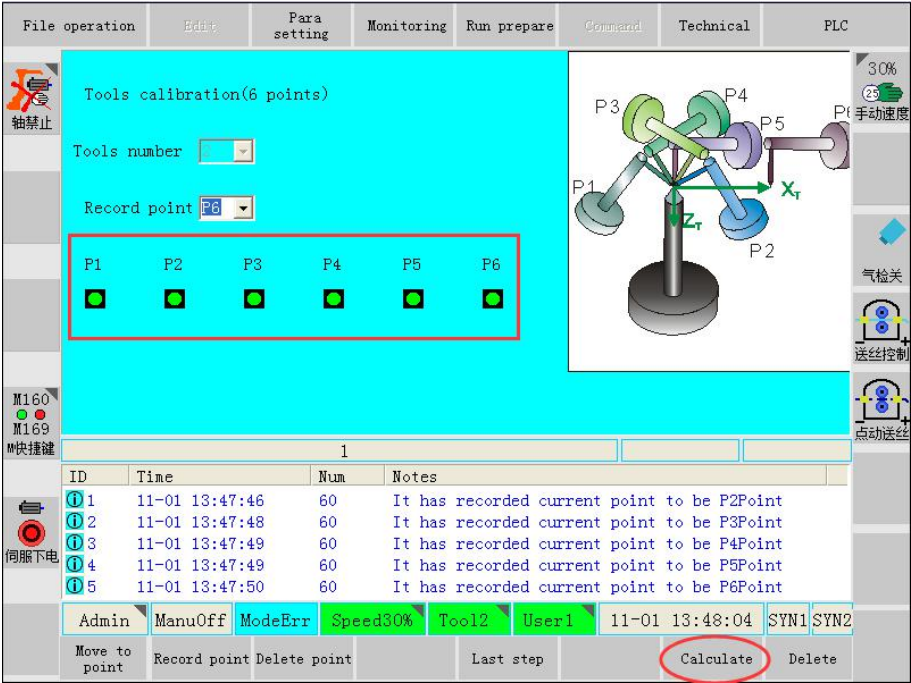 File operation
Edit
Para setting
Monitoring
Run prepare
Command
Technical
PLC
轴禁止
M160
M169
M快捷键
伺服下电
Tools calibration(6 points)
Tools number 2
Record point P6
P1 P2 P3 P4 P5 P6
P3
P4
P5
P6
P1
XT
ZT
P2
30%
25
手动速度
气检关
送丝控制
点动送丝
1
ID Time Num Notes
1 11-01 13:47:46 60 It has recorded current point to be P2Point
2 11-01 13:47:48 60 It has recorded current point to be P3Point
3 11-01 13:47:49 60 It has recorded current point to be P4Point
4 11-01 13:47:49 60 It has recorded current point to be P5Point
5 11-01 13:47:50 60 It has recorded current point to be P6Point
Admin ManuOff ModeErr Speed30% Tool2 User1 11-01 13:48:04 SYN1 SYN2
Move to point
Record point
Delete point
Last step
Calculate
Delete